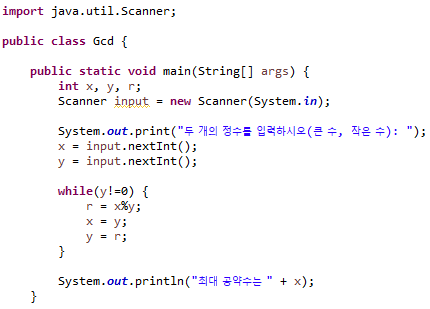 import java.util.Scanner;
public class Gcd {
public static void main(String[] args) {
int x, y, r;
Scanner input = new Scanner(System.in);
System.out.print("두 개의 정수를 입력하시오(큰 수, 작은 수): ");
x = input.nextInt();
y = input.nextInt();
while(y!=0) {
r = x%y;
x = y;
y = r;
}
System.out.println("최대 공약수는 " + x);
}